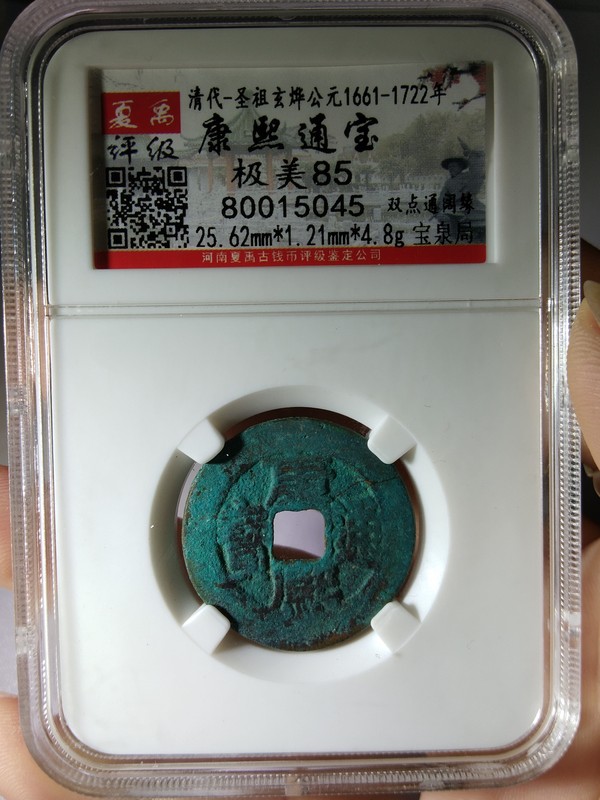 清代-圣祖玄烨公元1661-1722年
夏禹
评级
康熙通宝
极美85
80015045 双点通阔缘
25.62mm*1.21mm*4.8g 宝泉局
河南夏禹古钱币评级鉴定公司